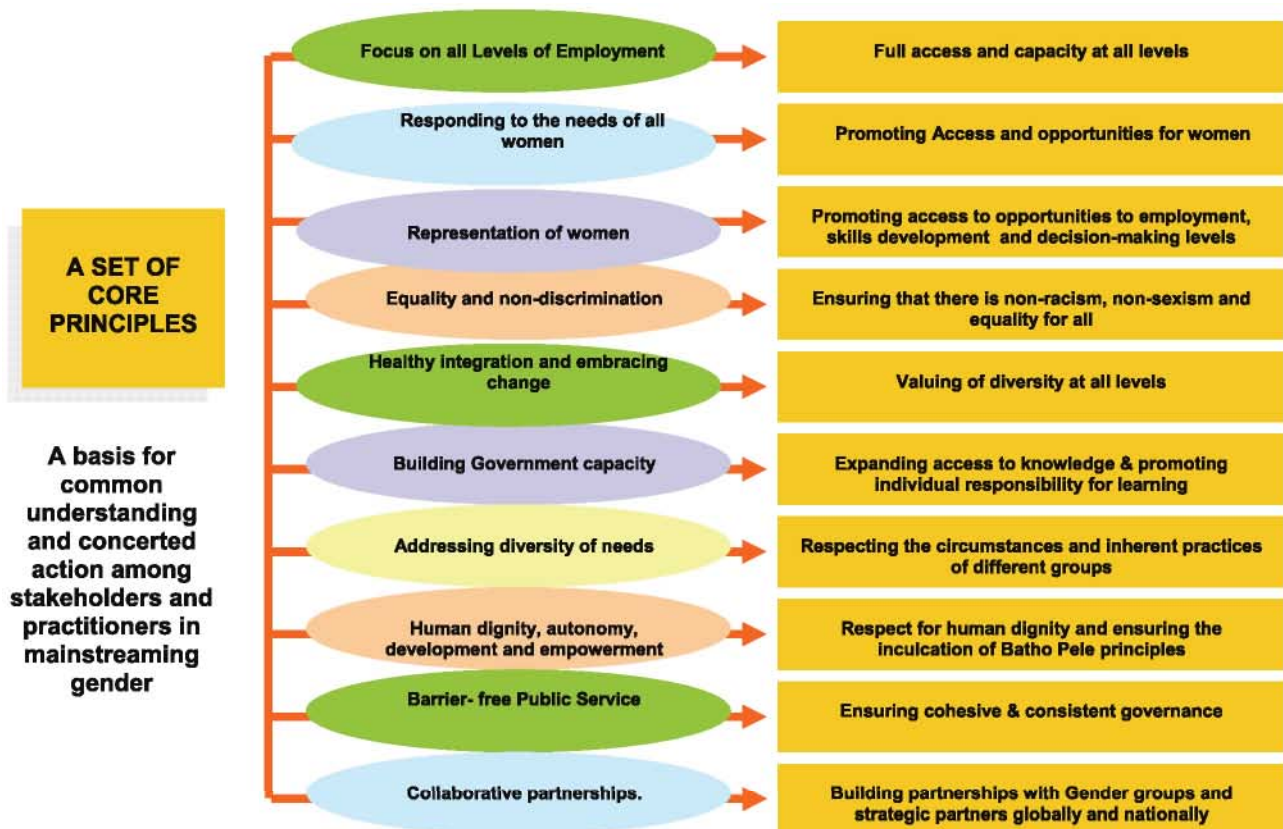 A SET OF
CORE
PRINCIPLES
A basis for
common
understanding
and concerted
action among
stakeholders and
practitioners in
mainstreaming
gender
Focus on all Levels of Employment
Full access and capacity at all levels
Responding to the needs of all
women
Promoting Access and opportunities for women
Representation of women
Promoting access to opportunities to employment,
skills development and decision-making levels
Equality and non-discrimination
Ensuring that there is non-racism, non-sexism and
equality for all
Healthy integration and embracing
change
Valuing of diversity at all levels
Building Government capacity
Expanding access to knowledge & promoting
individual responsibility for learning
Addressing diversity of needs
Respecting the circumstances and inherent practices
of different groups
Human dignity, autonomy,
development and empowerment
Respect for human dignity and ensuring the
inculcation of Batho Pele principles
Barrier- free Public Service
Ensuring cohesive & consistent governance
Collaborative partnerships.
Building partnerships with Gender groups and
strategic partners globally and nationally